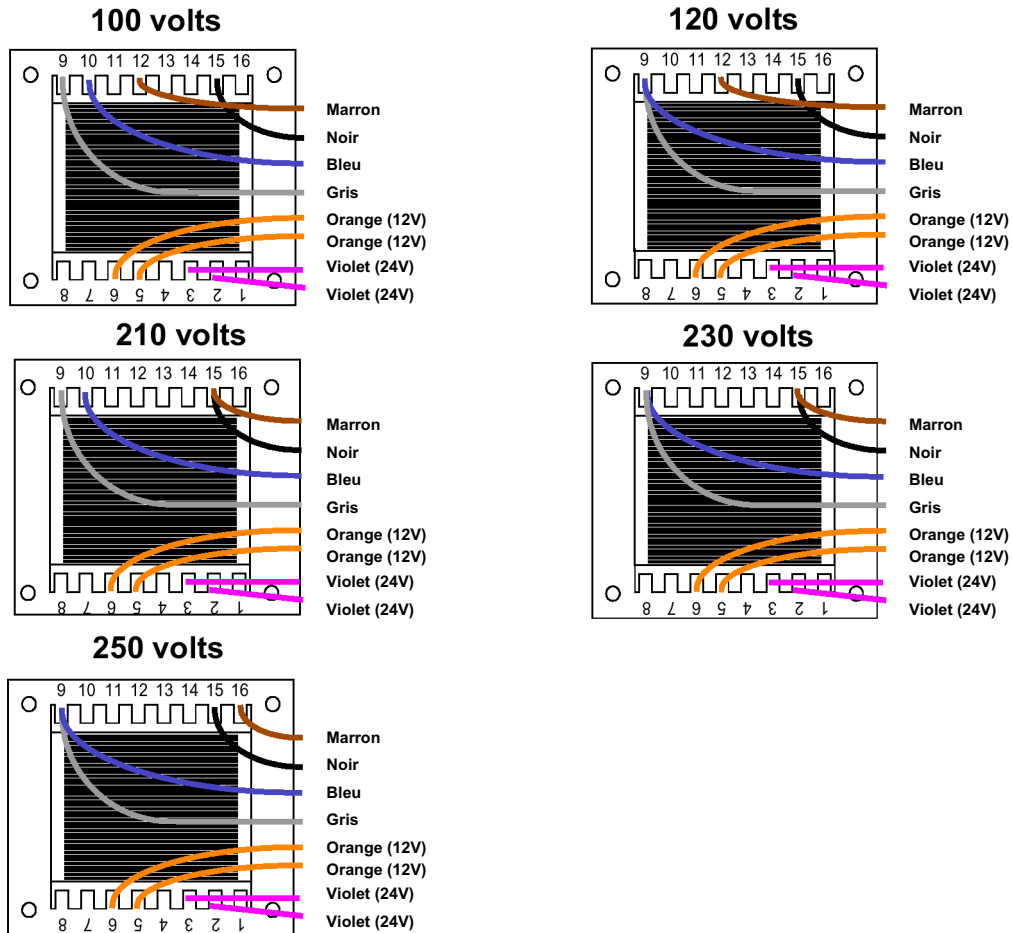 100 volts
9 10 11 12 13 14 15 16
Marron
Noir
Bleu
Gris
Orange (12V)
Orange (12V)
Violet (24V)
Violet (24V)
8 7 6 5 4 3 2 1
120 volts
9 10 11 12 13 14 15 16
Marron
Noir
Bleu
Gris
Orange (12V)
Orange (12V)
Violet (24V)
Violet (24V)
8 7 6 5 4 3 2 1
210 volts
9 10 11 12 13 14 15 16
Marron
Noir
Bleu
Gris
Orange (12V)
Orange (12V)
Violet (24V)
Violet (24V)
8 7 6 5 4 3 2 1
230 volts
9 10 11 12 13 14 15 16
Marron
Noir
Bleu
Gris
Orange (12V)
Orange (12V)
Violet (24V)
Violet (24V)
8 7 6 5 4 3 2 1
250 volts
9 10 11 12 13 14 15 16
Marron
Noir
Bleu
Gris
Orange (12V)
Orange (12V)
Violet (24V)
Violet (24V)
8 7 6 5 4 3 2 1